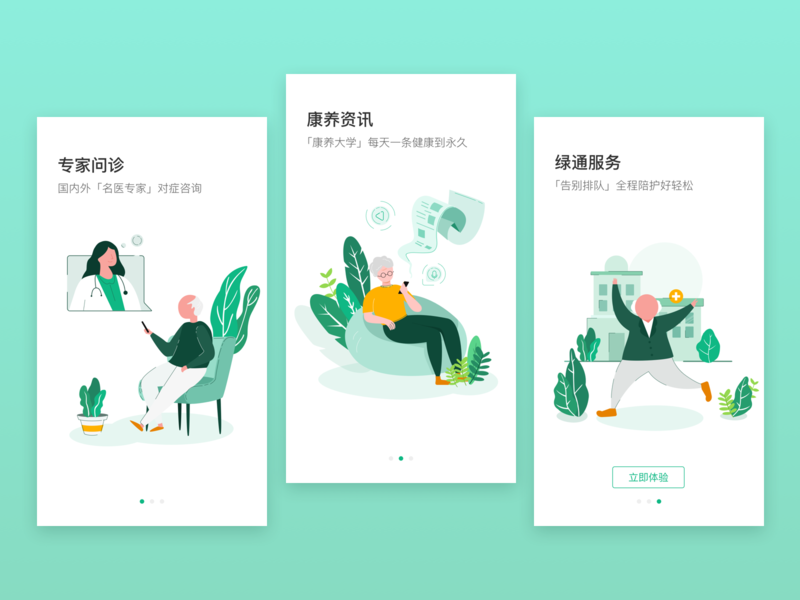 专家问诊
国内外「名医专家」对症咨询
康养资讯
「康养大学」每天一条健康到永久
绿通服务
「告别排队」全程陪护好轻松
立即体验